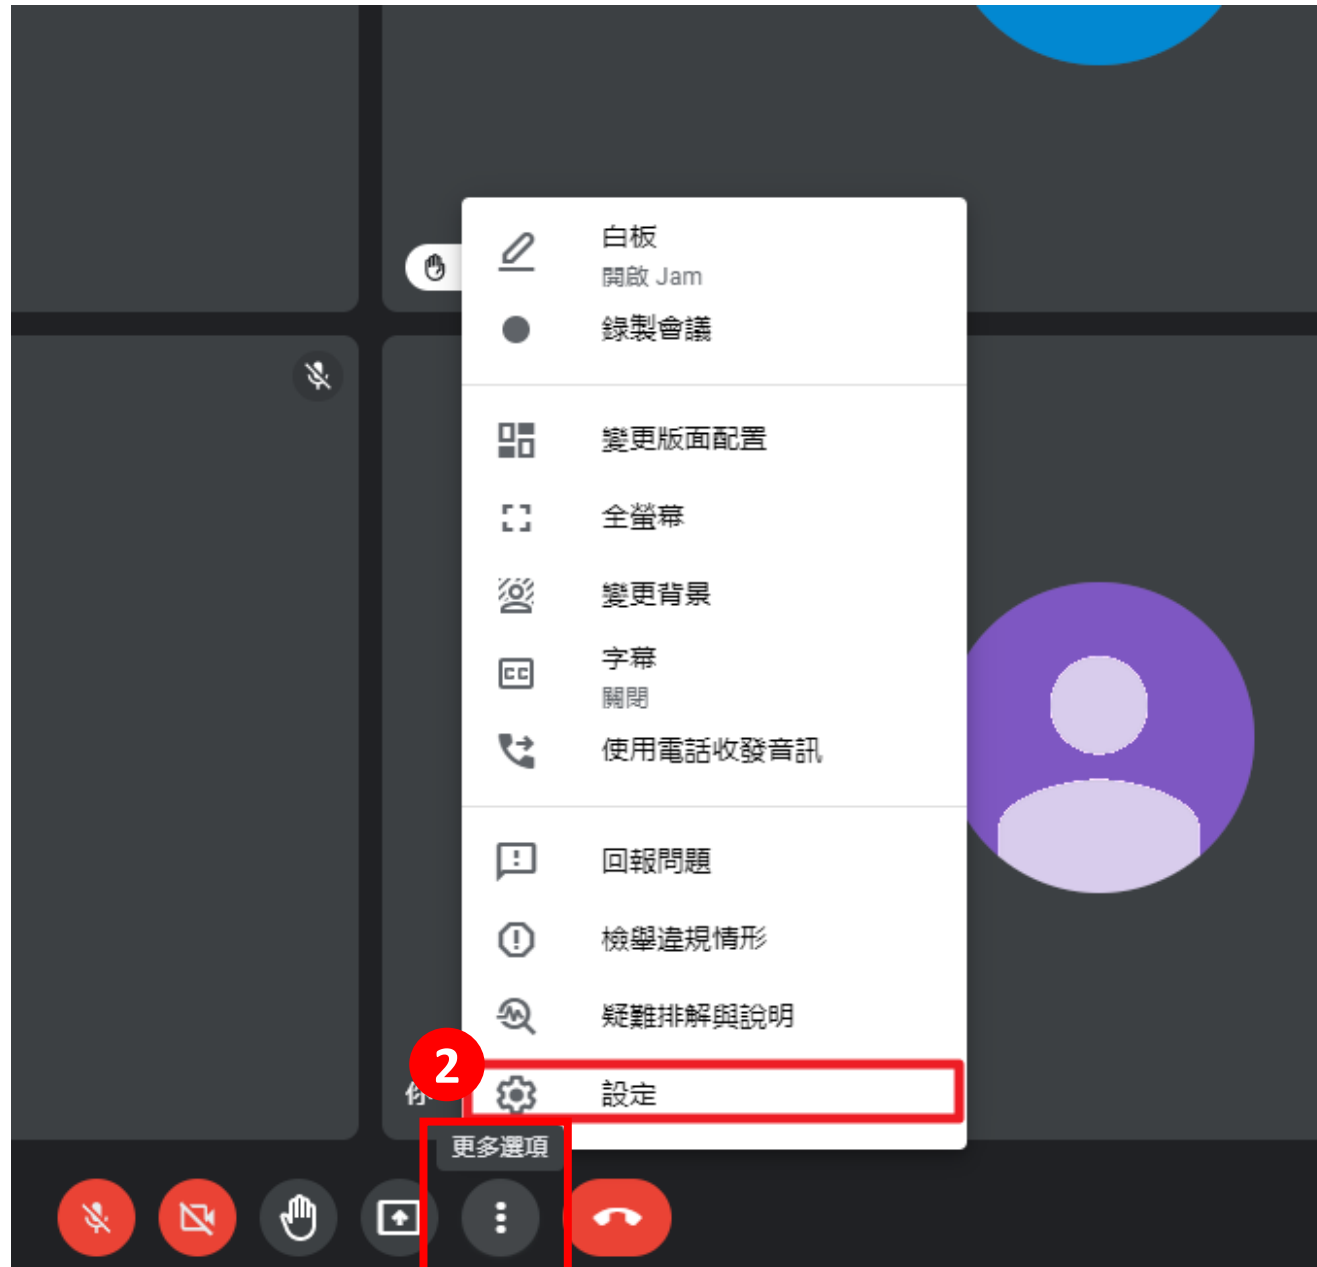 白板
開啟 Jam
錄製會議
變更版面配置
全螢幕
變更背景
字幕
關閉
使用電話收發音訊
回報問題
檢舉違規情形
疑難排解與說明
2
設定
你
更多選項